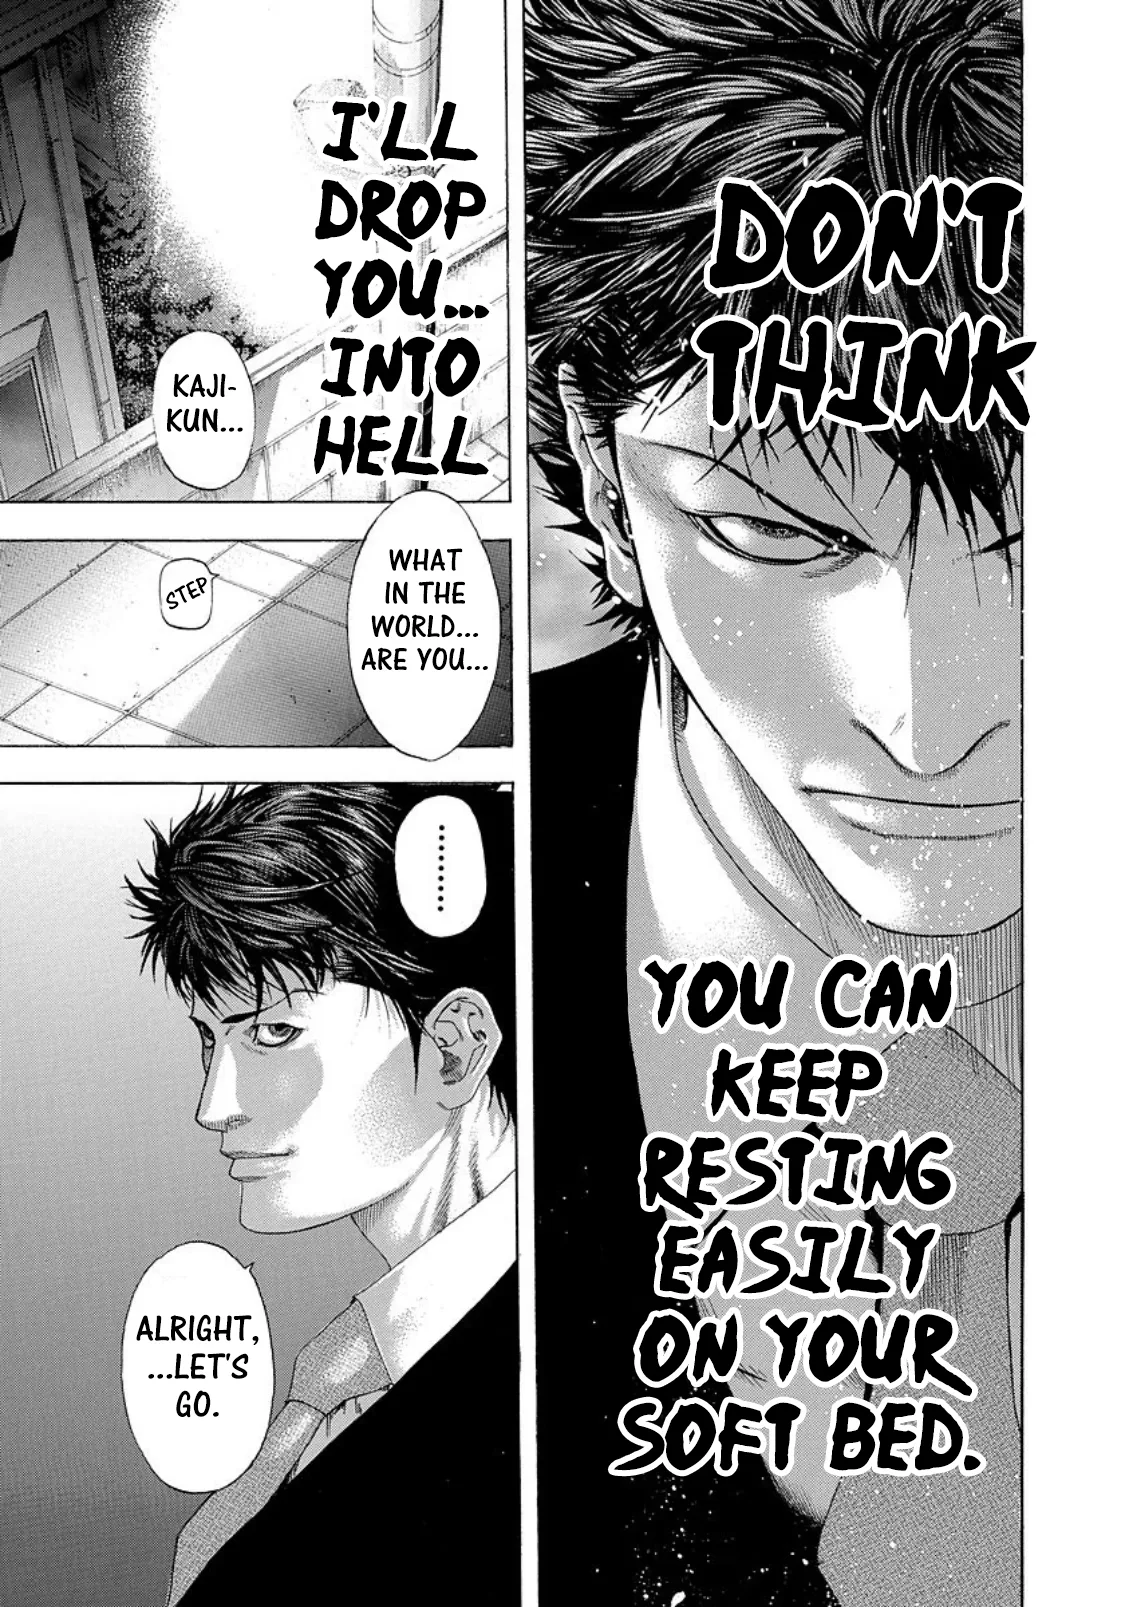 DON'T
THINK
YOU CAN
KEEP
RESTING
EASILY
ON YOUR
SOFT BED.
I'LL
DROP
YOU...
INTO
HELL
KAJI-
KUN...
WHAT
IN THE
WORLD...
ARE YOU...
STEP
.........
ALRIGHT,
...LET'S
GO.